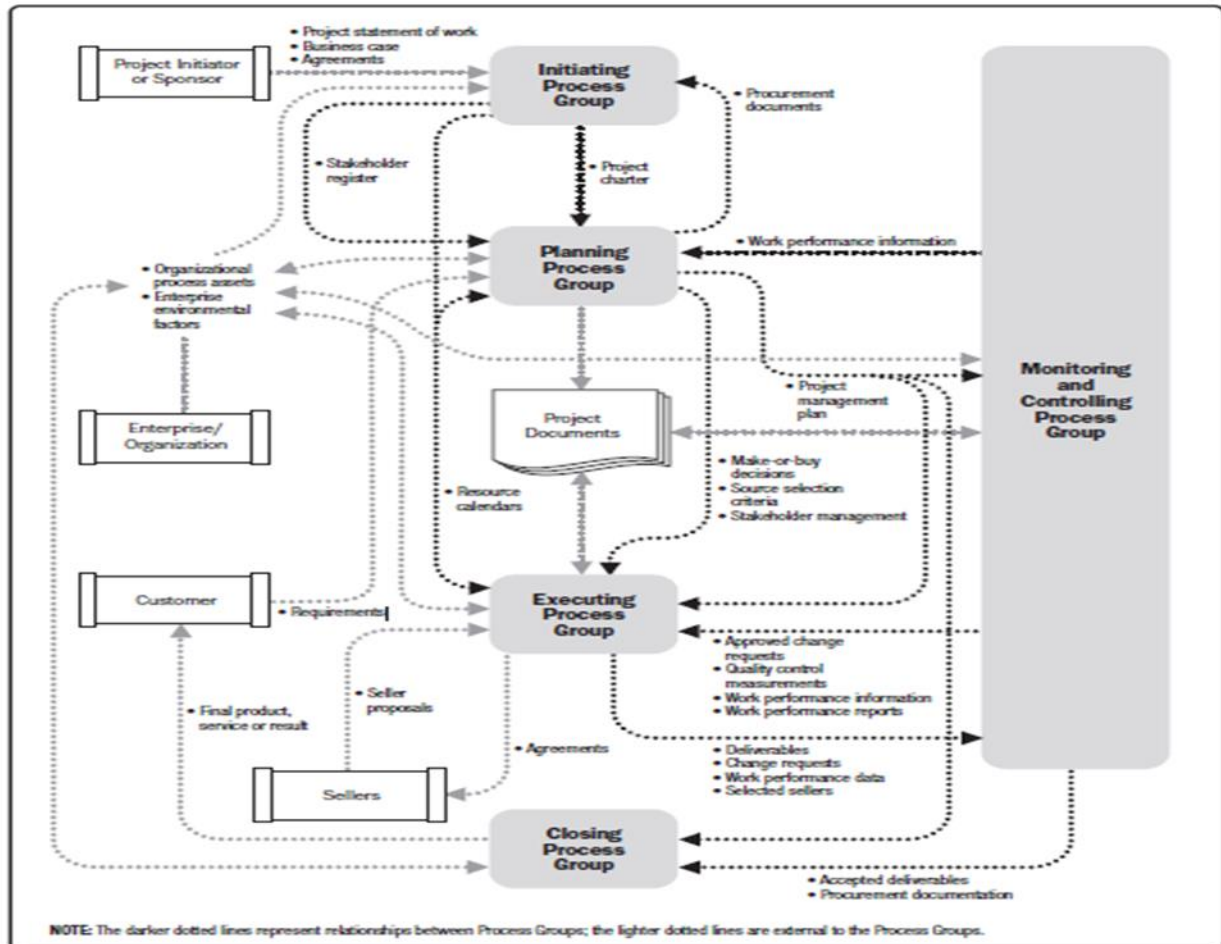 • Project statement of work
• Business case
• Agreements
Project Initiator
or Sponsor
Initiating
Process
Group
• Procurement
documents
• Stakeholder
register
• Project
charter
• Work performance information
Planning
Process
Group
• Organizational
process assets
• Enterprise
environmental
factors
Monitoring
and
Controlling
Process
Group
• Project
management
plan
Project
Documents
Enterprise/
Organization
• Make-or-buy
decisions
• Source selection
criteria
• Stakeholder management
• Resource
calendars
Customer
• Requirements
Executing
Process
Group
• Approved change
requests
• Quality control
measurements
• Work performance information
• Work performance reports
• Seller
proposals
• Final product,
service or result
• Agreements
• Deliverables
• Change requests
• Work performance data
• Selected sellers
Sellers
Closing
Process
Group
• Accepted deliverables
• Procurement documentation
NOTE: The darker dotted lines represent relationships between Process Groups; the lighter dotted lines are external to the Process Groups.